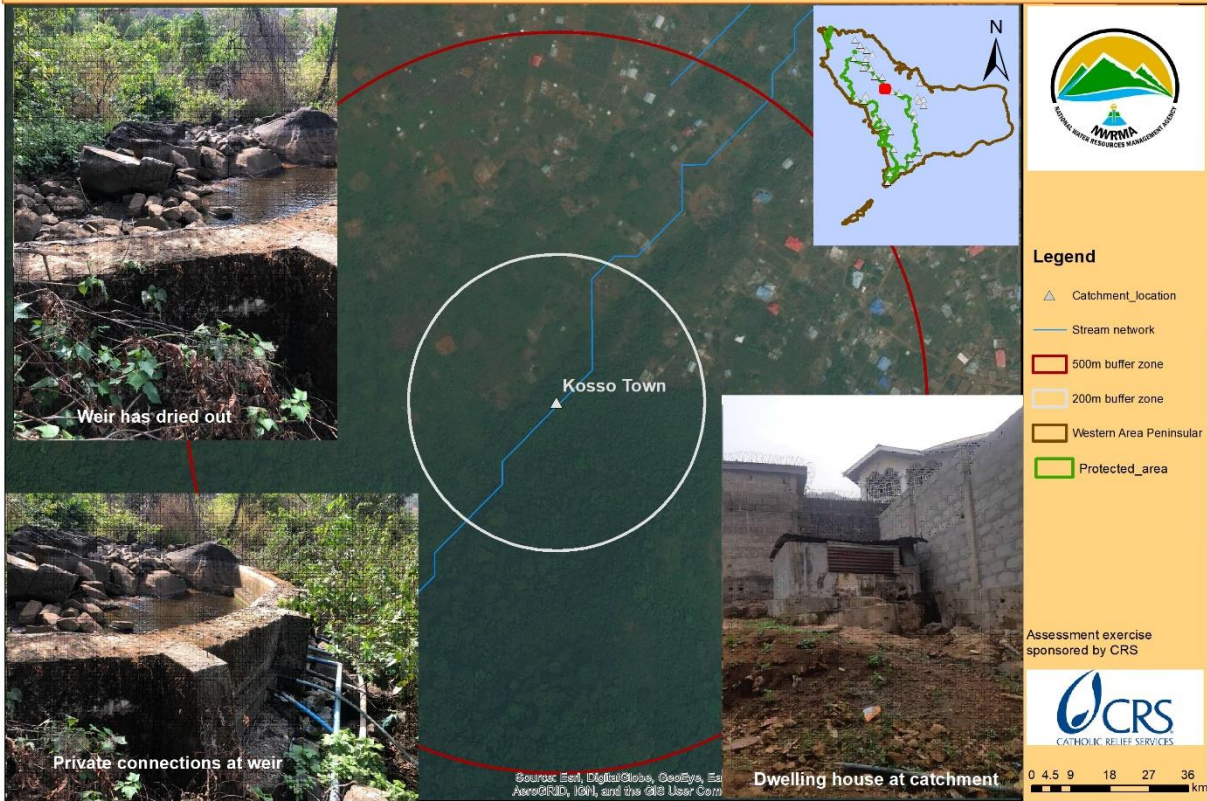 Weir has dried out
Kosso Town
Private connections at weir
Dwelling house at catchment
Source: Esri, DigitalGlobe, GeoEye, Ea
AeroGRID, IGN, and the GIS User Com
N
NATIONAL WATER RESOURCES MANAGEMENT AGENCY
NWRMA
Legend
Catchment_location
Stream network
500m buffer zone
200m buffer zone
Western Area Peninsular
Protected_area
Assessment exercise
sponsored by CRS
CRS
CATHOLIC RELIEF SERVICES
0 4.5 9 18 27 36
km